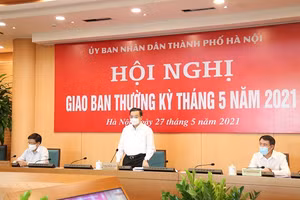 ỦY BAN NHÂN DÂN THÀNH PHỐ HÀ NỘI
HỘI NGHỊ
GIAO BAN THƯỜNG KỲ THÁNG 5 NĂM 2021
Hà Nội, ngày 27 tháng 5 năm 2021